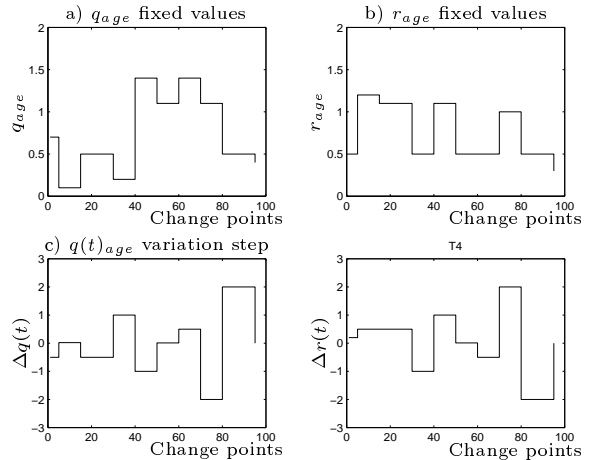 a) q_age fixed values
b) r_age fixed values
2
1.5
1
0.5
0
q_age
0 20 40 60 80 100
Change points
2
1.5
1
0.5
0
r_age
0 20 40 60 80 100
Change points
c) q(t)_age variation step
T4
3
2
1
0
−1
−2
−3
Δq(t)
0 20 40 60 80 100
Change points
3
2
1
0
−1
−2
−3
Δr(t)
0 20 40 60 80 100
Change points